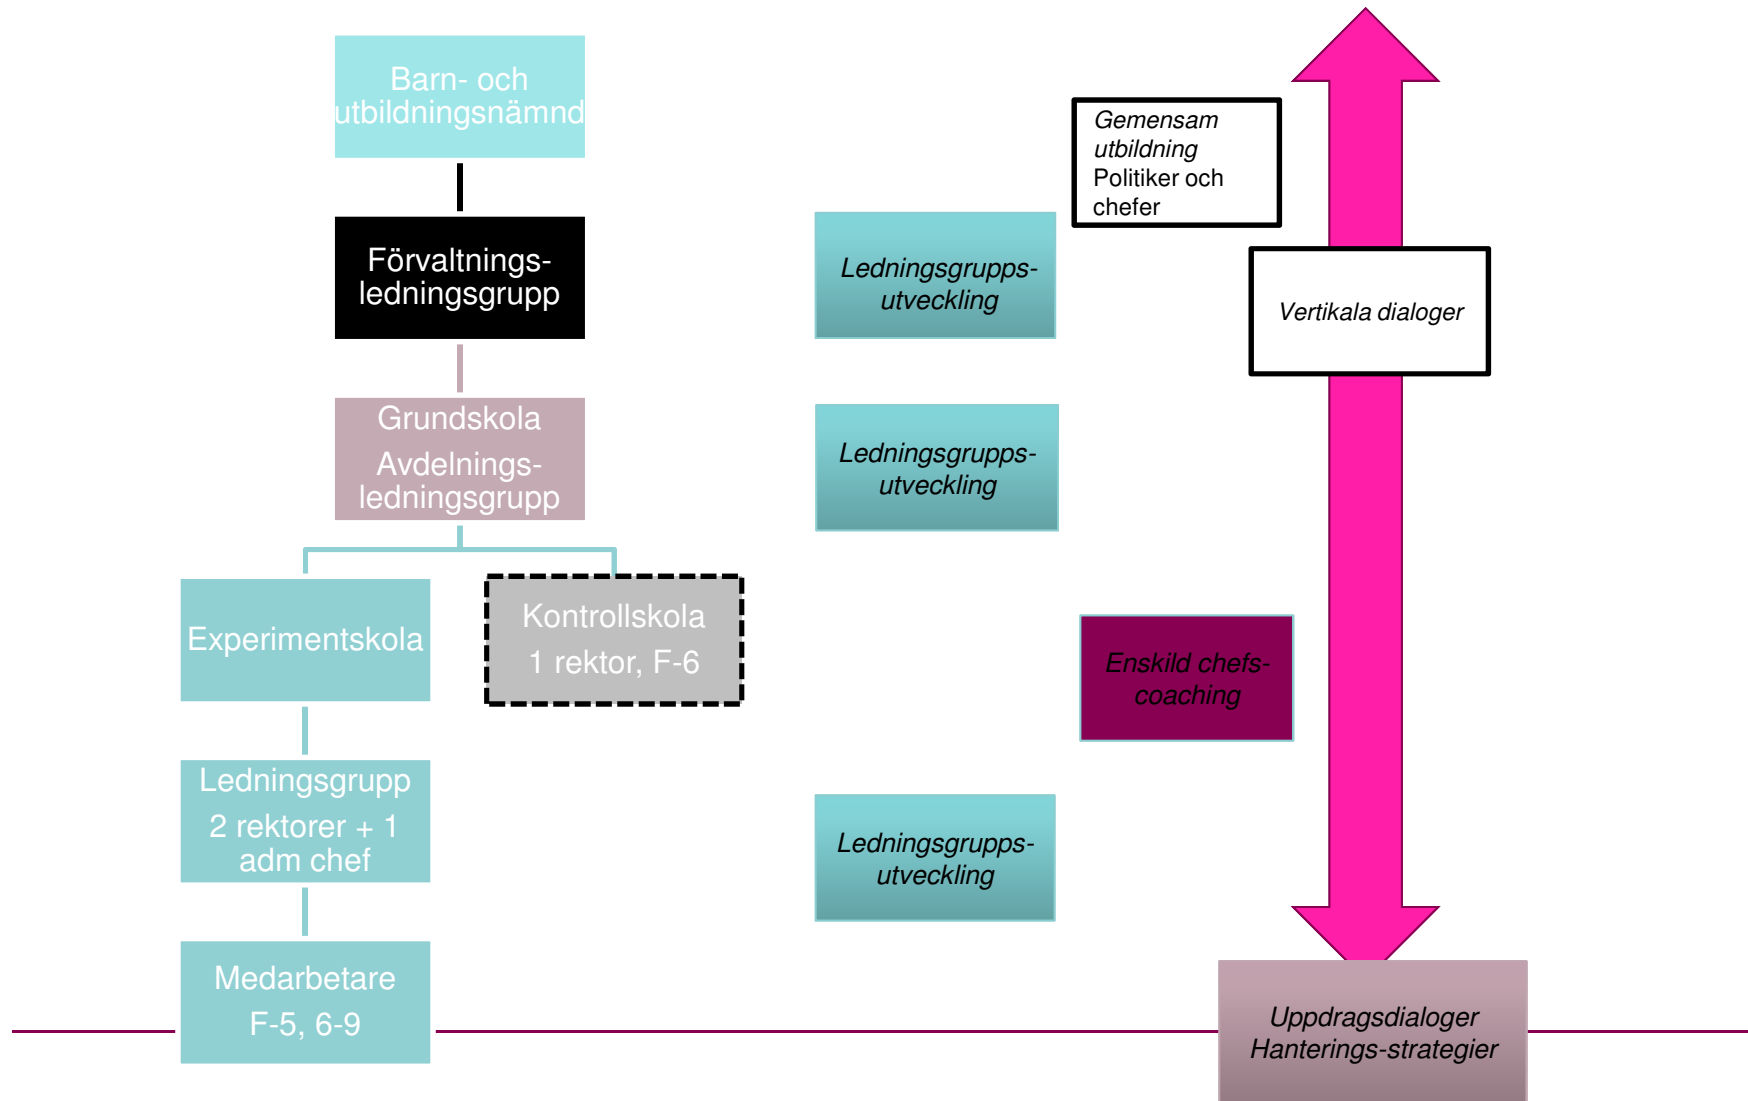 Barn- och
utbildningsnämnd
Förvaltnings-
ledningsgrupp
Grundskola
Avdelnings-
ledningsgrupp
Experimentskola
Kontrollskola
1 rektor, F-6
Ledningsgrupp
2 rektorer + 1
adm chef
Medarbetare
F-5, 6-9
Ledningsgrupps-
utveckling
Ledningsgrupps-
utveckling
Ledningsgrupps-
utveckling
Gemensam
utbildning
Politiker och
chefer
Enskild chefs-
coaching
Vertikala dialoger
Uppdragsdialoger
Hanterings-strategier